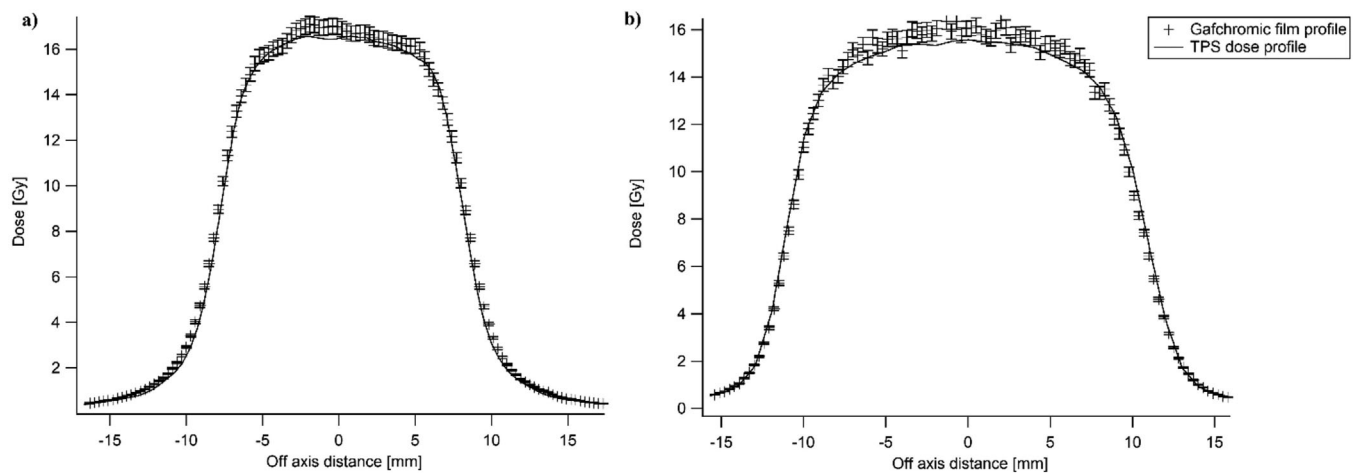 a)
16
14
12
10
8
6
4
2
Dose [Gy]
-15 -10 -5 0 5 10 15
Off axis distance [mm]
b)
16
14
12
10
8
6
4
2
0
Dose [Gy]
-15 -10 -5 0 5 10 15
Off axis distance [mm]
Gafchromic film profile
TPS dose profile